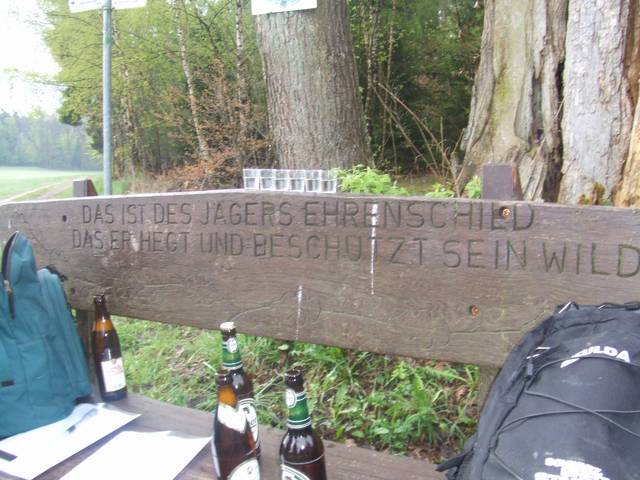 DAS IST DES JÄGERS EHRENSCHILD
DAS ER HEGT UND BESCHÜTZT SEIN WILD